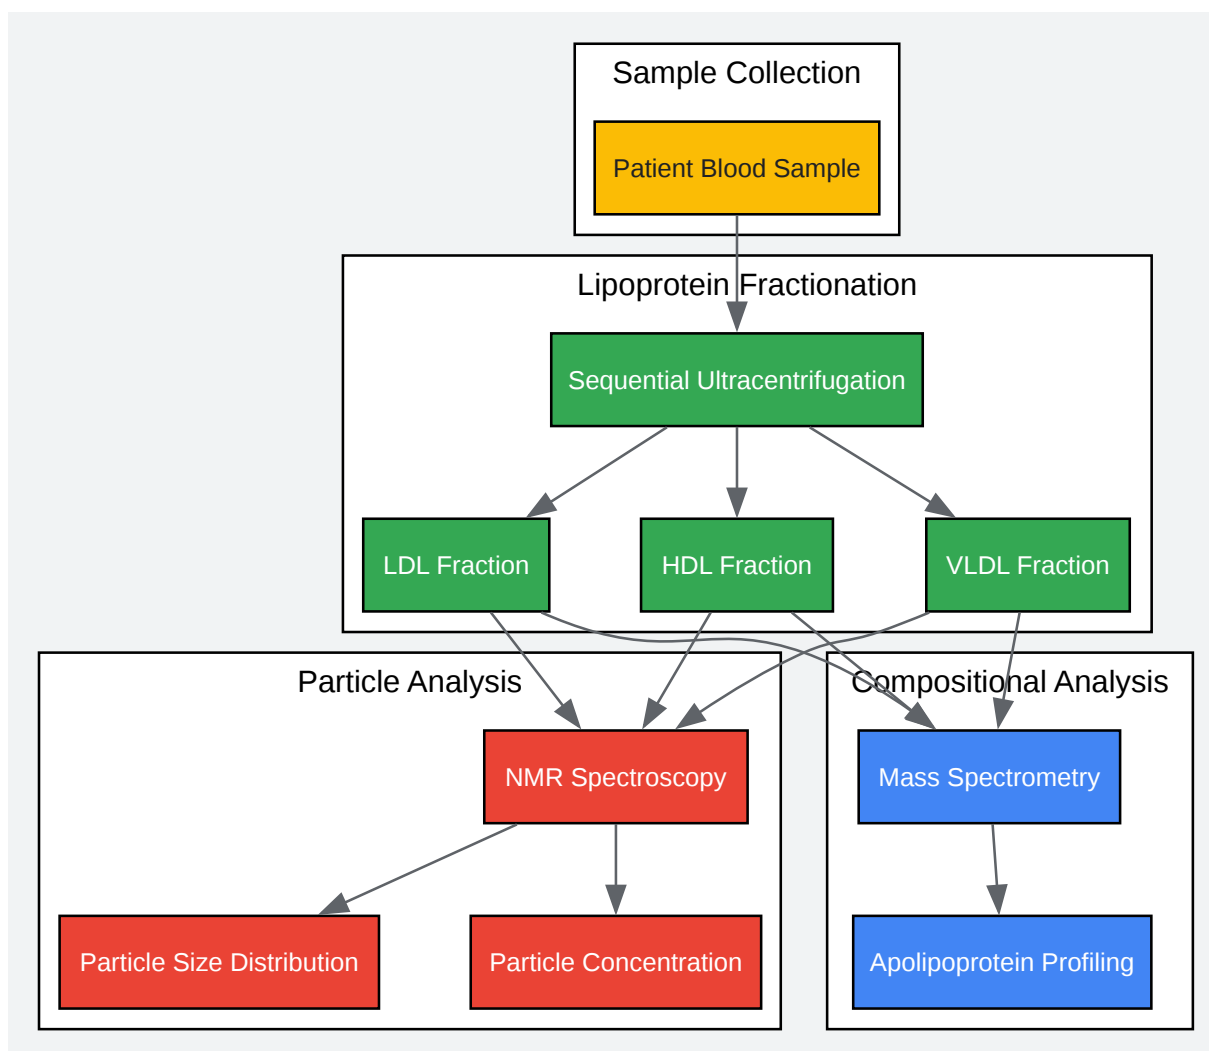 Sample Collection
Patient Blood Sample
Lipoprotein Fractionation
Sequential Ultracentrifugation
LDL Fraction
HDL Fraction
VLDL Fraction
Particle Analysis
Compositional Analysis
NMR Spectroscopy
Mass Spectrometry
Particle Size Distribution
Particle Concentration
Apolipoprotein Profiling